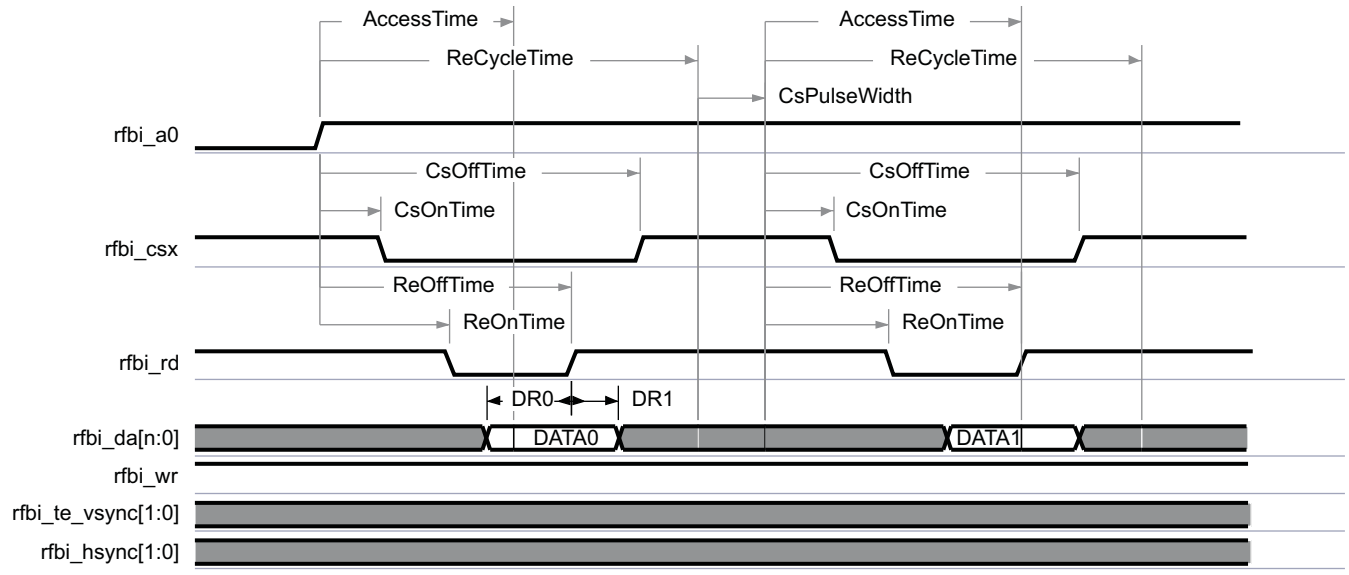 AccessTime AccessTime
ReCycleTime ReCycleTime
CsPulseWidth
rfbi_a0
CsOffTime CsOffTime
CsOnTime CsOnTime
rfbi_csx
ReOffTime ReOffTime
ReOnTime ReOnTime
rfbi_rd
DR0 DR1
rfbi_da[n:0] DATA0 DATA1
rfbi_wr
rfbi_te_vsync[1:0]
rfbi_hsync[1:0]